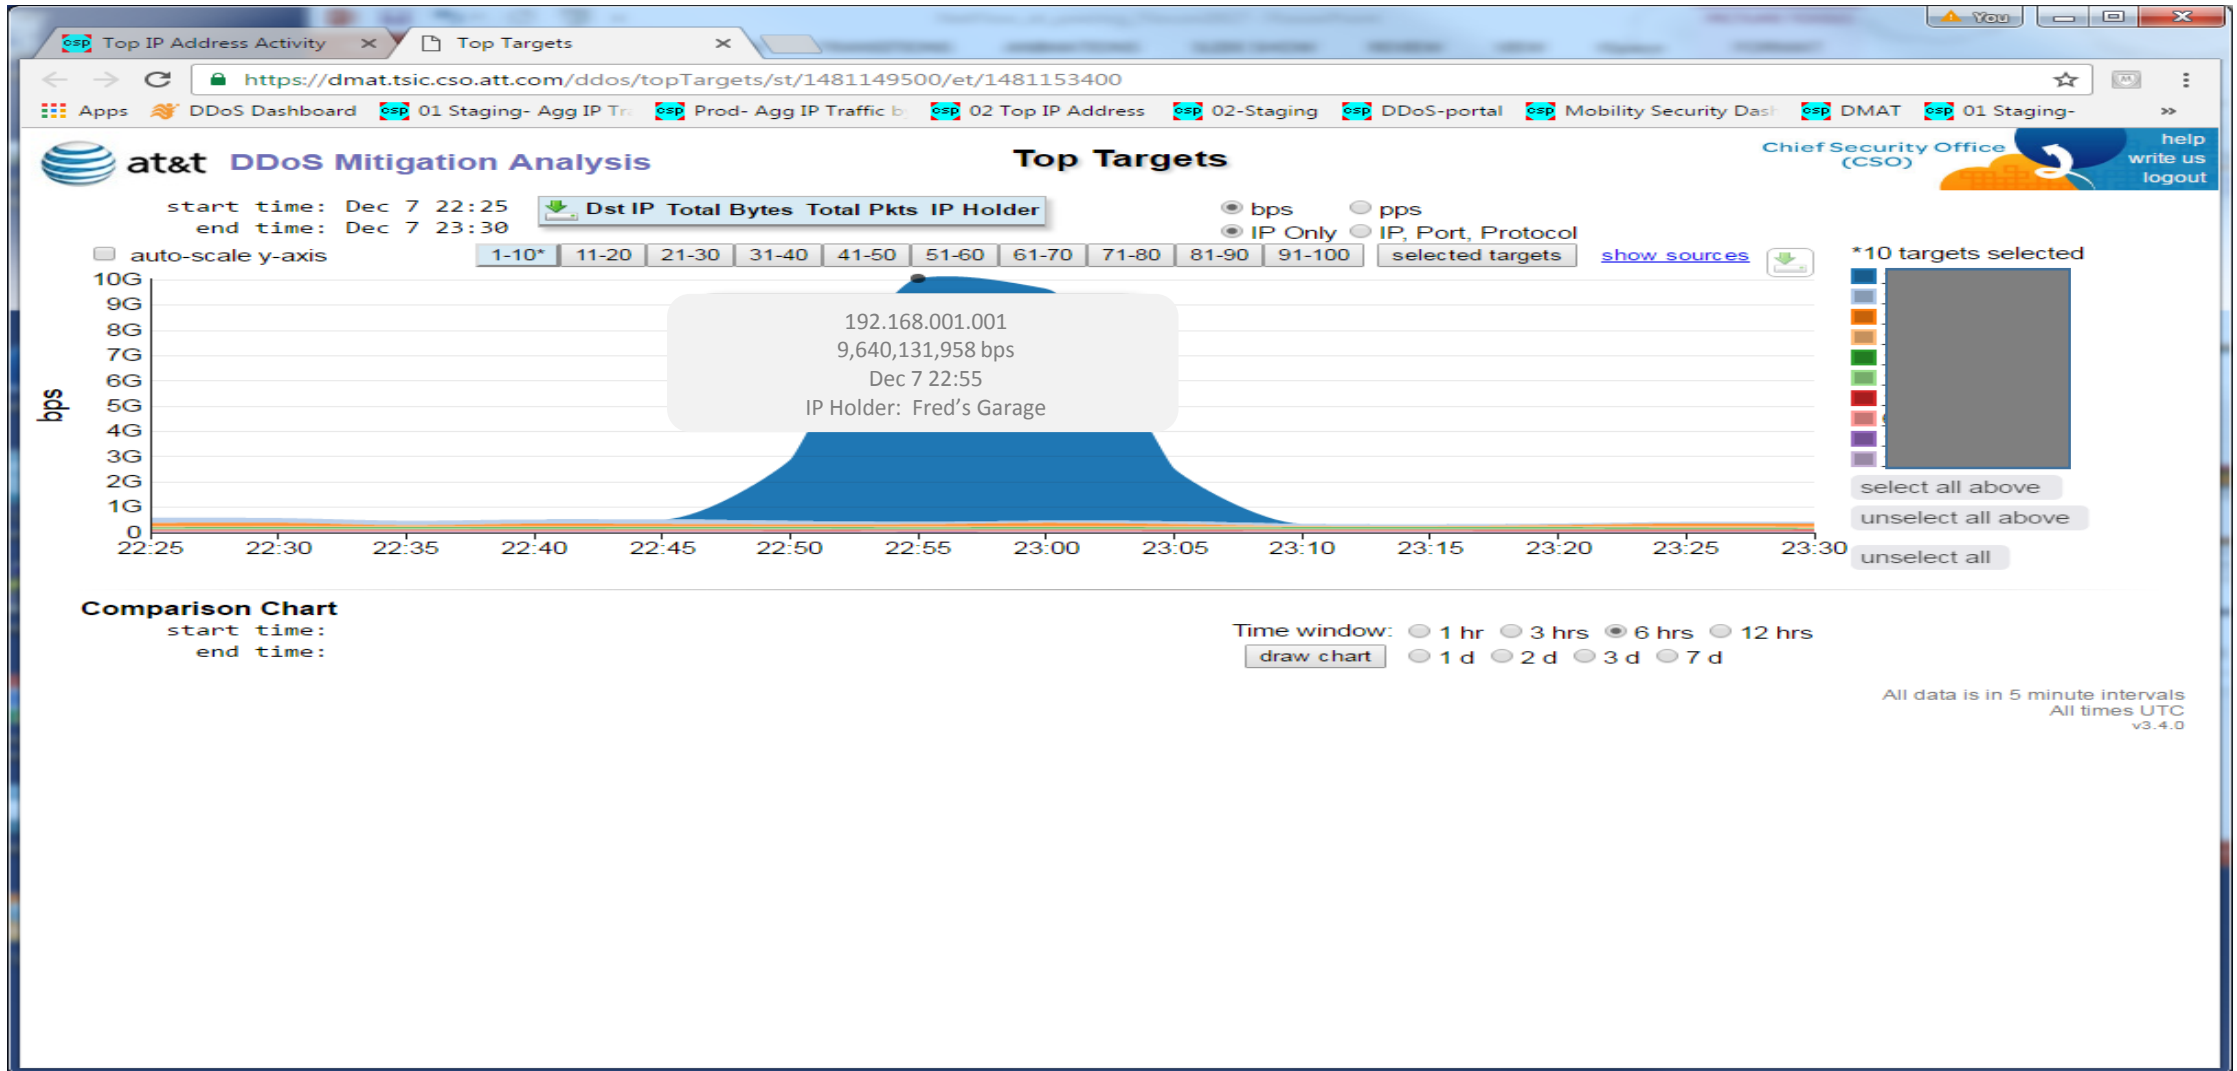 Top IP Address Activity
Top Targets
You
https://dmat.tsic.cso.att.com/ddos/topTargets/st/1481149500/et/1481153400
Apps DDoS Dashboard 01 Staging- Agg IP Tr Prod- Agg IP Traffic b 02 Top IP Address 02-Staging DDoS-portal Mobility Security Dash DMAT 01 Staging- »
at&t DDoS Mitigation Analysis
Top Targets
Chief Security Office
(CSO)
help
write us
logout
start time: Dec 7 22:25
end time: Dec 7 23:30
Dst IP Total Bytes Total Pkts IP Holder
bps pps
IP Only IP, Port, Protocol
auto-scale y-axis
1-10* 11-20 21-30 31-40 41-50 51-60 61-70 71-80 81-90 91-100 selected targets show sources
*10 targets selected
10G
9G
8G
7G
6G
5G
4G
3G
2G
1G
0
bps
192.168.001.001
9,640,131,958 bps
Dec 7 22:55
IP Holder: Fred’s Garage
22:25 22:30 22:35 22:40 22:45 22:50 22:55 23:00 23:05 23:10 23:15 23:20 23:25 23:30
select all above
unselect all above
unselect all
Comparison Chart
start time:
end time:
Time window: 1 hr 3 hrs 6 hrs 12 hrs
draw chart 1 d 2 d 3 d 7 d
All data is in 5 minute intervals
All times UTC
v3.4.0